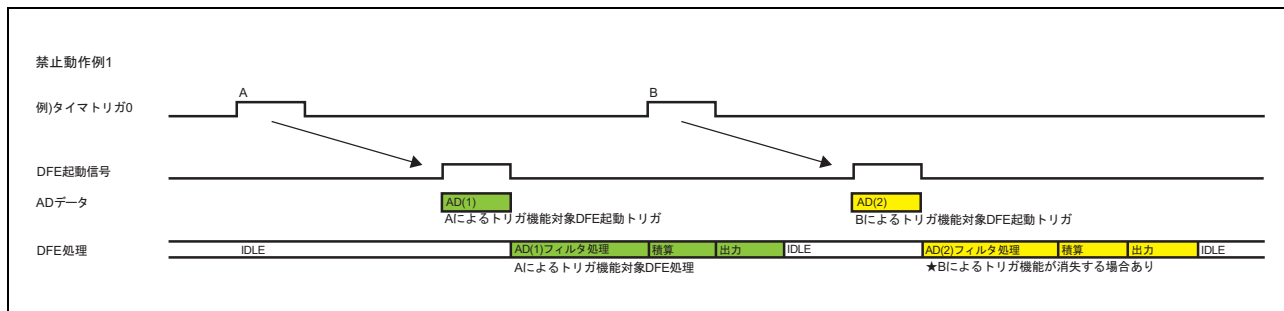 禁止動作例1
A
B
例)タイマトリガ0
DFE起動信号
ADデータ
AD(1)
AD(2)
Aによるトリガ機能対象DFE起動トリガ
Bによるトリガ機能対象DFE起動トリガ
DFE処理
IDLE
AD(1)フィルタ処理
積算
出力
IDLE
AD(2)フィルタ処理
積算
出力
IDLE
Aによるトリガ機能対象DFE処理
★Bによるトリガ機能が消失する場合あり